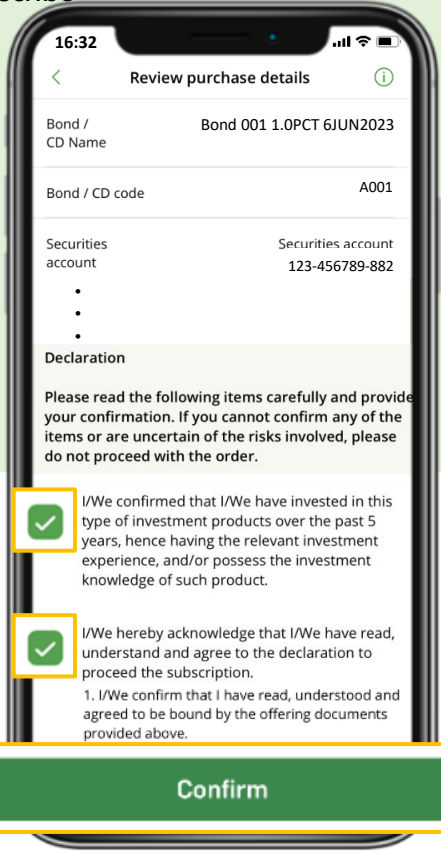 16:32
Review purchase details
Bond /
CD Name
Bond 001 1.0PCT 6JUN2023
Bond / CD code
A001
Securities
account
Securities account
123-456789-882
•
•
•
Declaration
Please read the following items carefully and provide
your confirmation. If you cannot confirm any of the
items or are uncertain of the risks involved, please
do not proceed with the order.
I/We confirmed that I/We have invested in this
type of investment products over the past 5
years, hence having the relevant investment
experience, and/or possess the investment
knowledge of such product.
I/We hereby acknowledge that I/We have read,
understand and agree to the declaration to
proceed the subscription.
1. I/We confirm that I have read, understood and
agreed to be bound by the offering documents
provided above.
Confirm